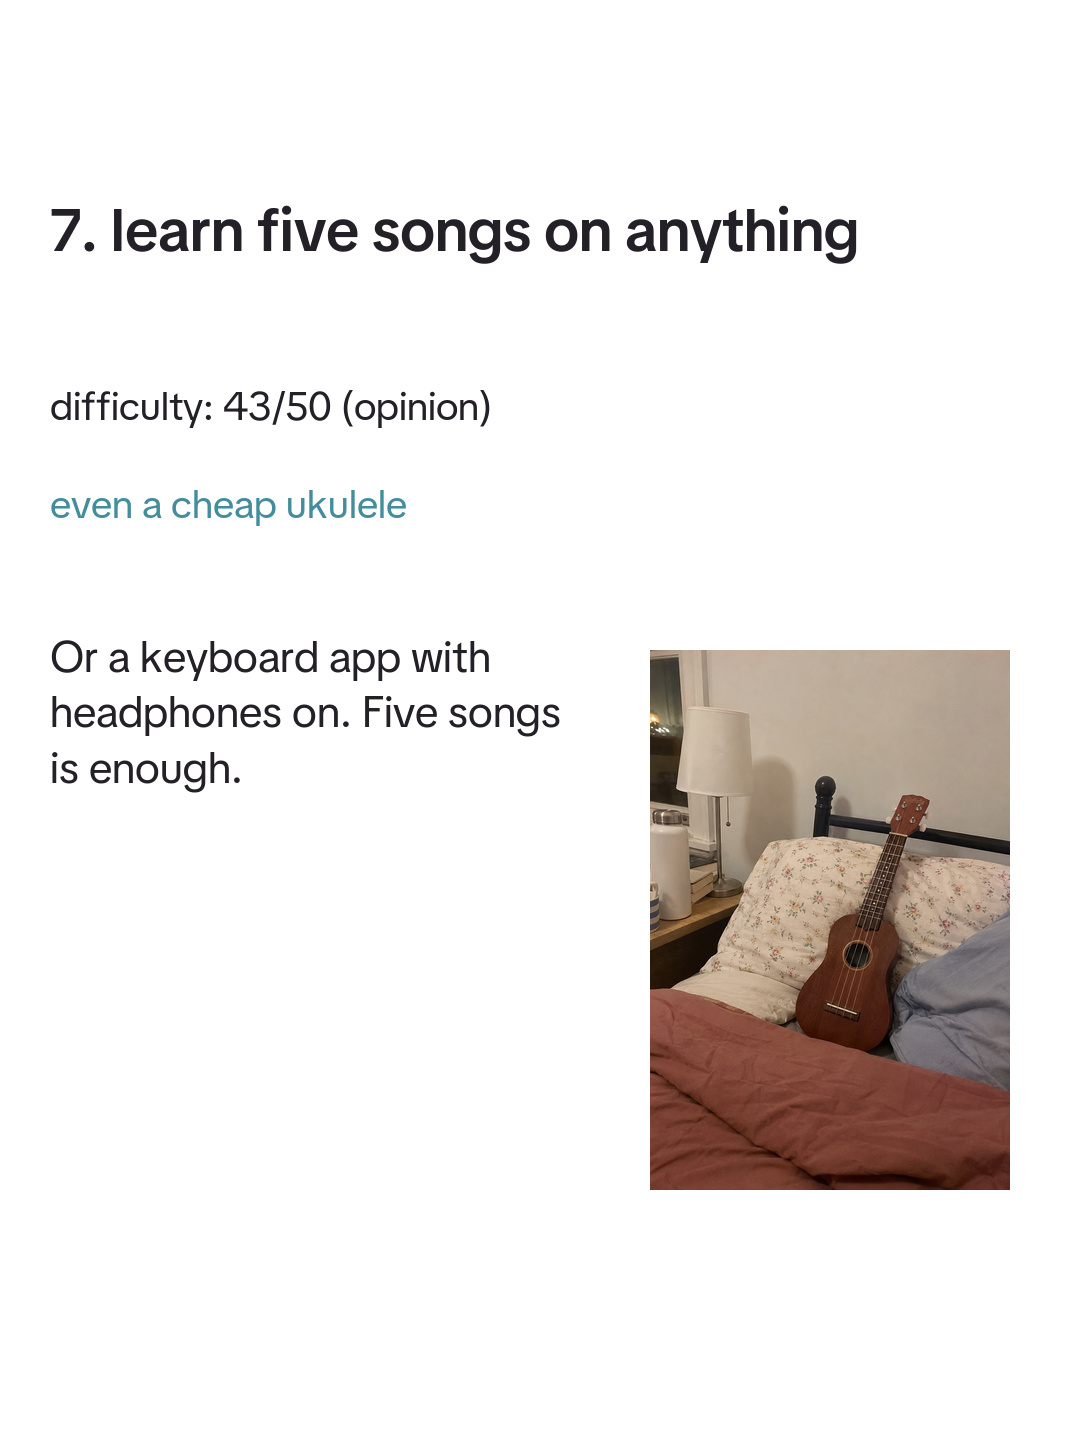 7. learn five songs on anything
difficulty: 43/50 (opinion)
even a cheap ukulele
Or a keyboard app with
headphones on. Five songs
is enough.